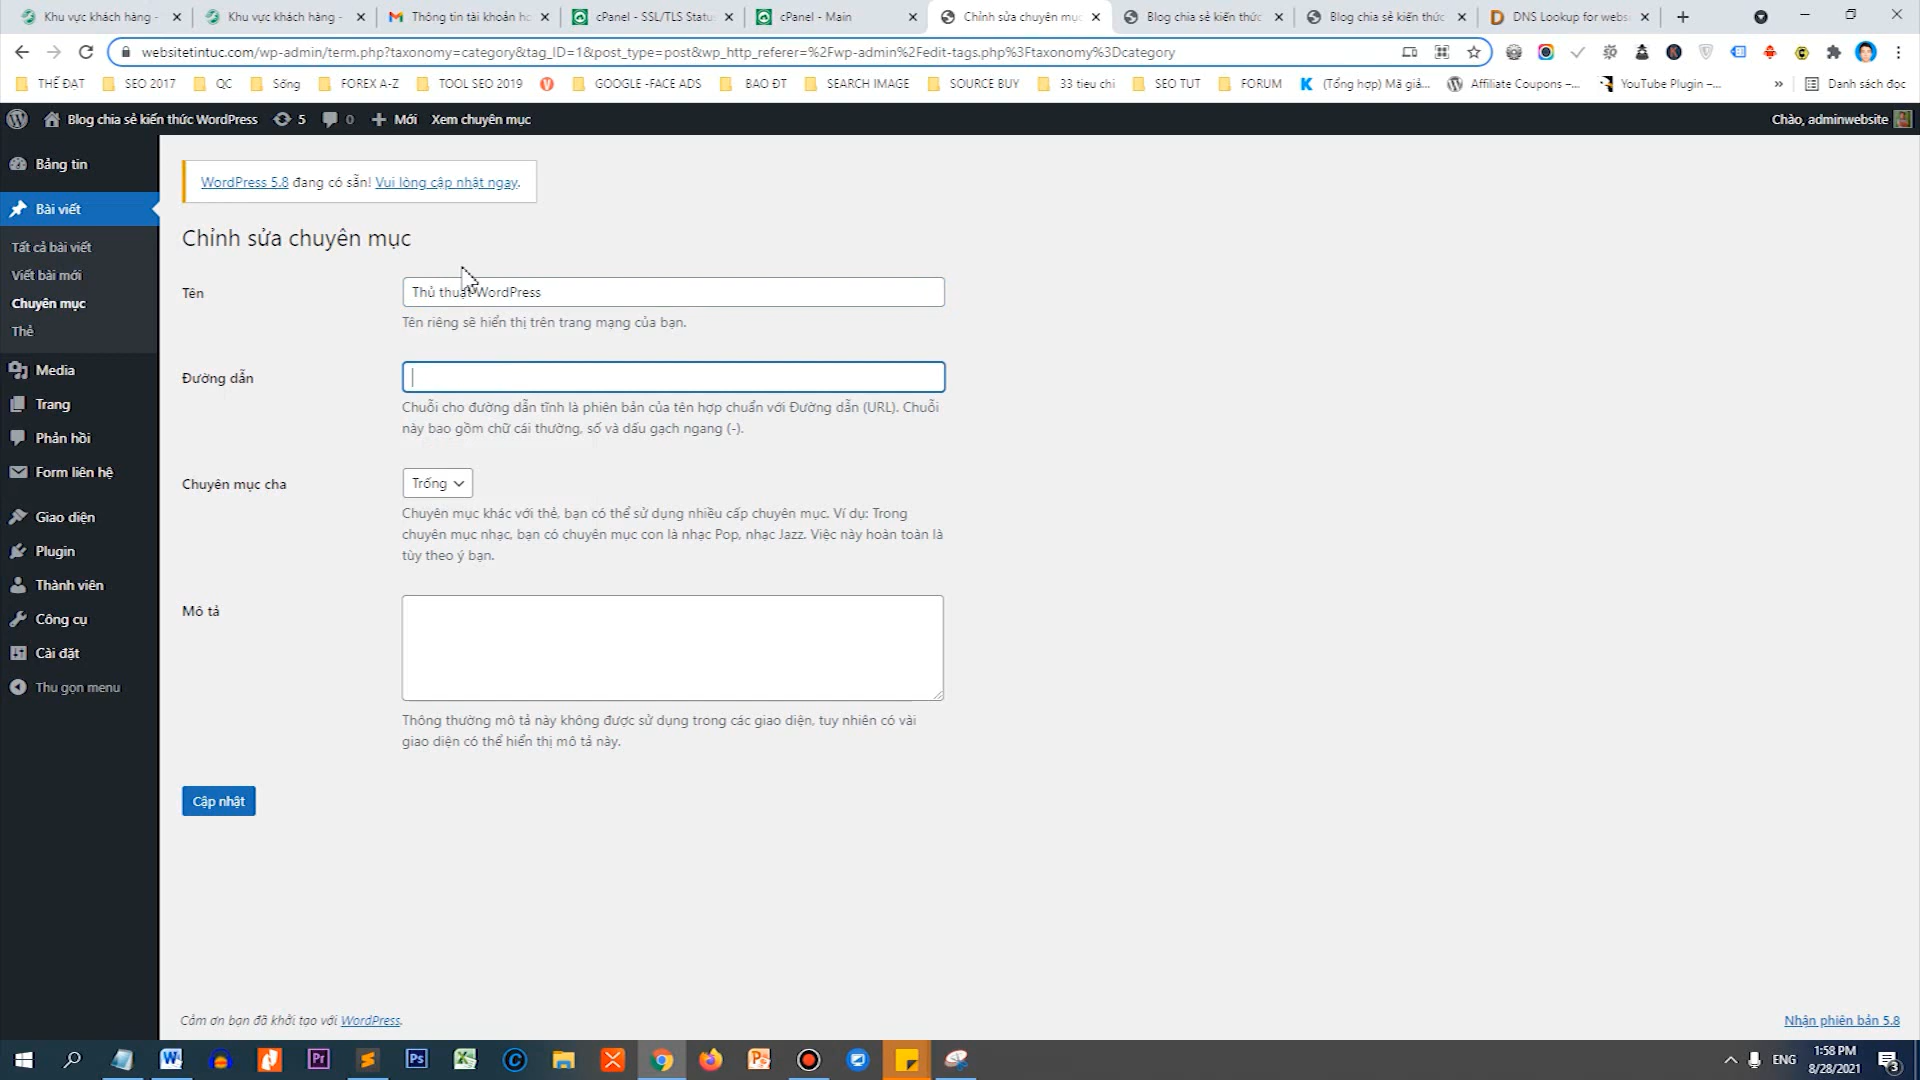 Khu vực khách hàng -
Khu vực khách hàng -
Thông tin tài khoản ho
cPanel - SSL/TLS Statu
cPanel - Main
Chỉnh sửa chuyên mục
Blog chia sẻ kiến thức
Blog chia sẻ kiến thức
DNS Lookup for webs
websitetintuc.com/wp-admin/term.php?taxonomy=category&tag_ID=1&post_type=post&wp_http_referer=%2Fwp-admin%2Fedit-tags.php%3Ftaxonomy%3Dcategory
THẾ ĐẠT
SEO 2017
QC
Sống
FOREX A-Z
TOOL SEO 2019
GOOGLE -FACE ADS
BAO ĐT
SEARCH IMAGE
SOURCE BUY
33 tieu chi
SEO TUT
FORUM
(Tổng hợp) Mã giả...
Affiliate Coupons –...
YouTube Plugin –...
»
Danh sách đọc
Blog chia sẻ kiến thức WordPress
5
0
Mới
Xem chuyên mục
Chào, adminwebsite
Bảng tin
Bài viết
Tất cả bài viết
Viết bài mới
Chuyên mục
Thẻ
Media
Trang
Phản hồi
Form liên hệ
Giao diện
Plugin
Thành viên
Công cụ
Cài đặt
Thu gọn menu
WordPress 5.8 đang có sẵn! Vui lòng cập nhật ngay.
Chỉnh sửa chuyên mục
Tên
Thủ thuật WordPress
Tên riêng sẽ hiển thị trên trang mạng của bạn.
Đường dẫn
Chuỗi cho đường dẫn tĩnh là phiên bản của tên hợp chuẩn với Đường dẫn (URL). Chuỗi
này bao gồm chữ cái thường, số và dấu gạch ngang (-).
Chuyên mục cha
Trống
Chuyên mục khác với thẻ, bạn có thể sử dụng nhiều cấp chuyên mục. Ví dụ: Trong
chuyên mục nhạc, bạn có chuyên mục con là nhạc Pop, nhạc Jazz. Việc này hoàn toàn là
tùy theo ý bạn.
Mô tả
Thông thường mô tả này không được sử dụng trong các giao diện, tuy nhiên có vài
giao diện có thể hiển thị mô tả này.
Cập nhật
Cảm ơn bạn đã khởi tạo với WordPress.
Nhận phiên bản 5.8
ENG
1:58 PM
8/28/2021
3